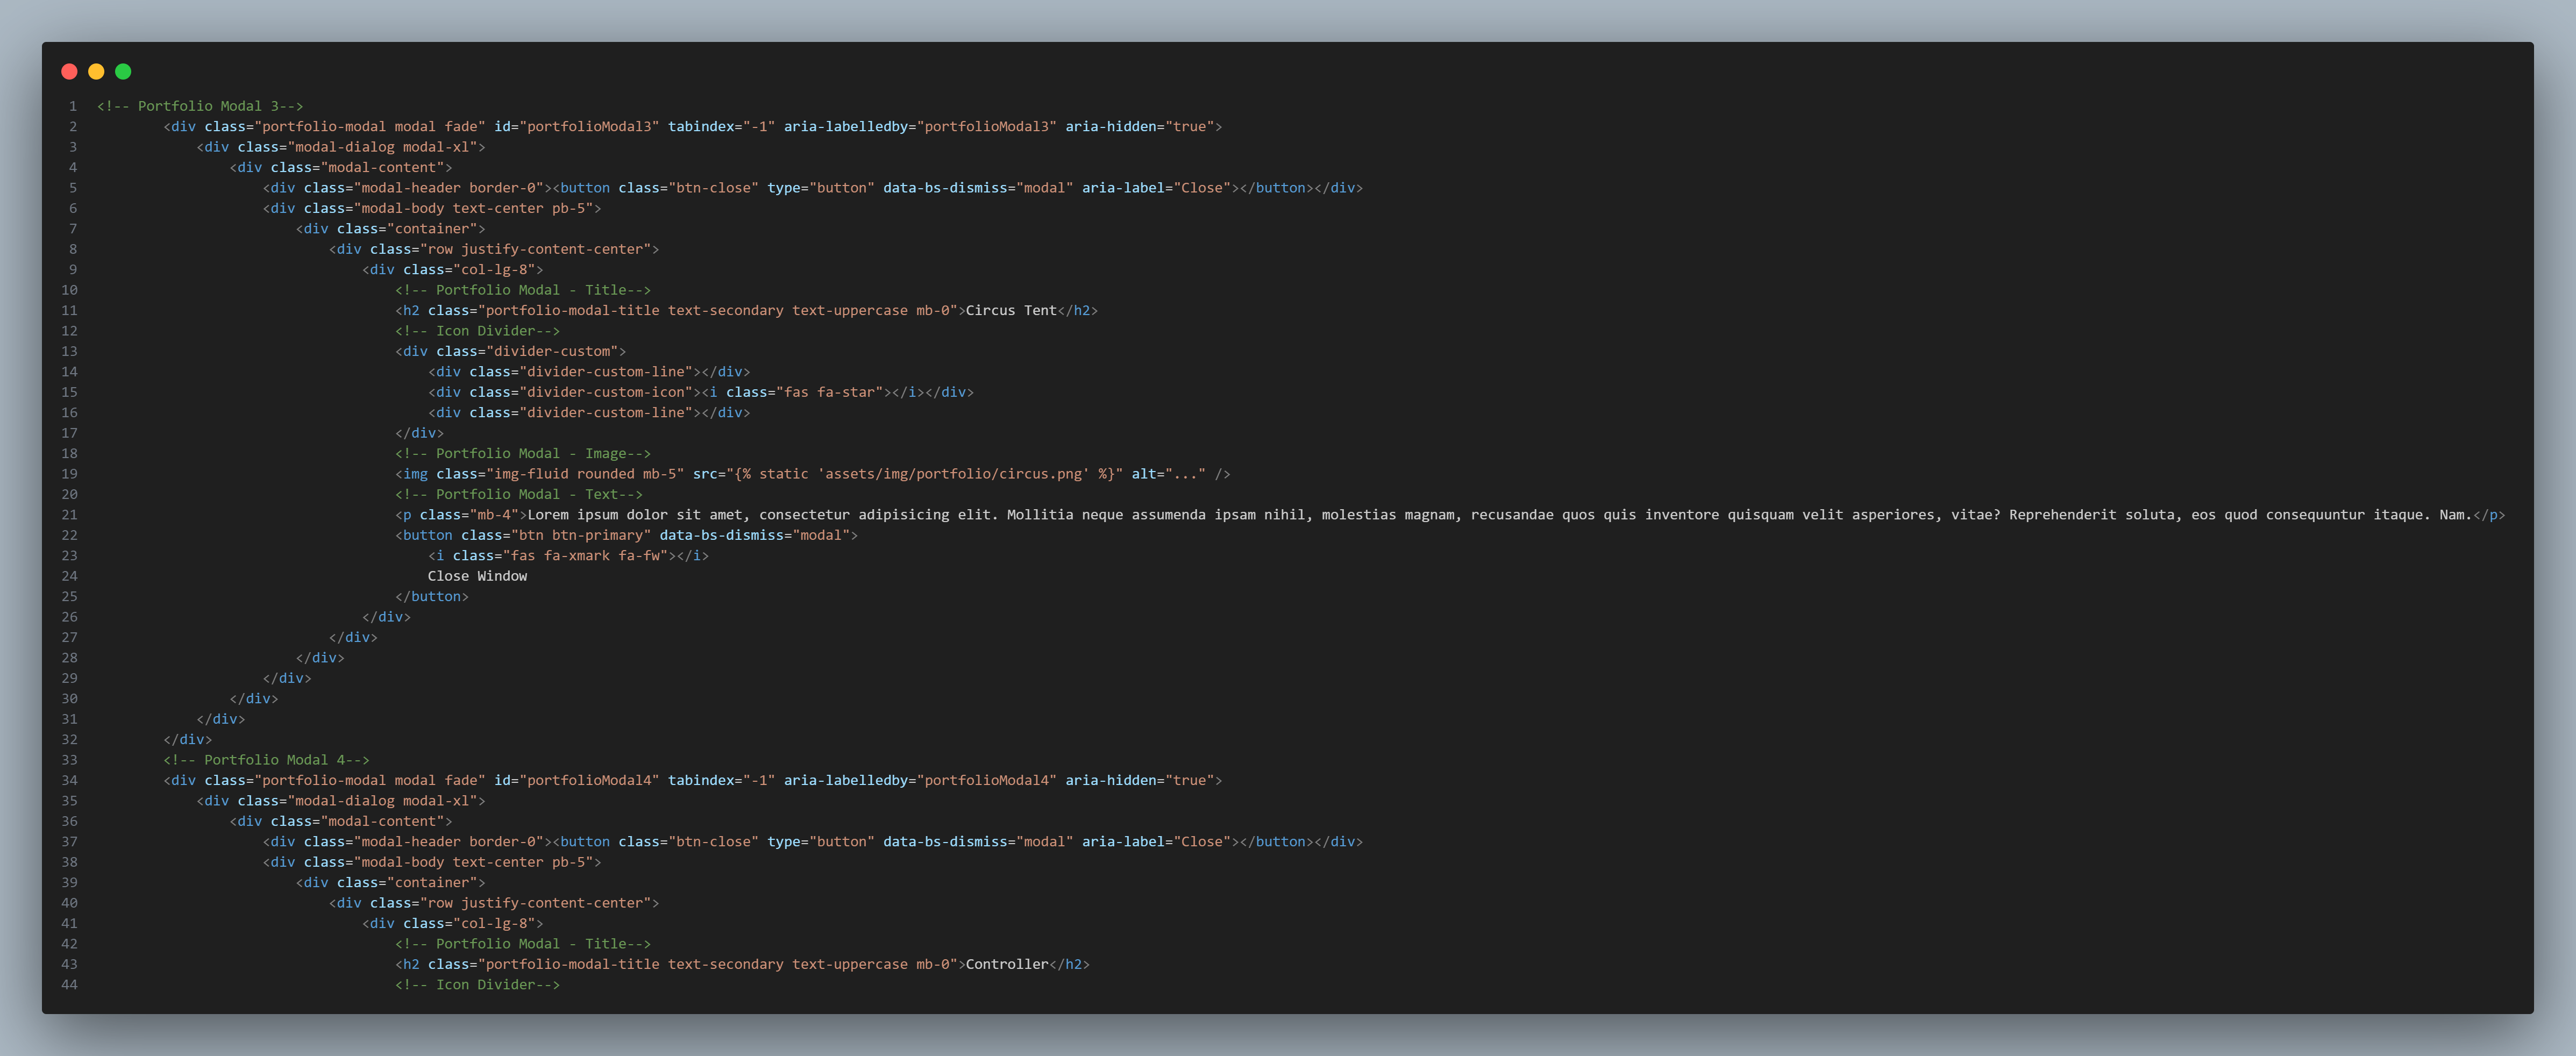 1 <!-- Portfolio Modal 3-->
2         <div class="portfolio-modal modal fade" id="portfolioModal3" tabindex="-1" aria-labelledby="portfolioModal3" aria-hidden="true">
3             <div class="modal-dialog modal-xl">
4                 <div class="modal-content">
5                     <div class="modal-header border-0"><button class="btn-close" type="button" data-bs-dismiss="modal" aria-label="Close"></button></div>
6                     <div class="modal-body text-center pb-5">
7                         <div class="container">
8                             <div class="row justify-content-center">
9                                 <div class="col-lg-8">
10                                     <!-- Portfolio Modal - Title-->
11                                     <h2 class="portfolio-modal-title text-secondary text-uppercase mb-0">Circus Tent</h2>
12                                     <!-- Icon Divider-->
13                                     <div class="divider-custom">
14                                         <div class="divider-custom-line"></div>
15                                         <div class="divider-custom-icon"><i class="fas fa-star"></i></div>
16                                         <div class="divider-custom-line"></div>
17                                     </div>
18                                     <!-- Portfolio Modal - Image-->
19                                     <img class="img-fluid rounded mb-5" src="{% static 'assets/img/portfolio/circus.png' %}" alt="..." />
20                                     <!-- Portfolio Modal - Text-->
21                                     <p class="mb-4">Lorem ipsum dolor sit amet, consectetur adipisicing elit. Mollitia neque assumenda ipsam nihil, molestias magnam, recusandae quos quis inventore quisquam velit asperiores, vitae? Reprehenderit soluta, eos quod consequuntur itaque. Nam.</p>
22                                     <button class="btn btn-primary" data-bs-dismiss="modal">
23                                         <i class="fas fa-xmark fa-fw"></i>
24                                         Close Window
25                                     </button>
26                                 </div>
27                             </div>
28                         </div>
29                     </div>
30                 </div>
31             </div>
32         </div>
33         <!-- Portfolio Modal 4-->
34         <div class="portfolio-modal modal fade" id="portfolioModal4" tabindex="-1" aria-labelledby="portfolioModal4" aria-hidden="true">
35             <div class="modal-dialog modal-xl">
36                 <div class="modal-content">
37                     <div class="modal-header border-0"><button class="btn-close" type="button" data-bs-dismiss="modal" aria-label="Close"></button></div>
38                     <div class="modal-body text-center pb-5">
39                         <div class="container">
40                             <div class="row justify-content-center">
41                                 <div class="col-lg-8">
42                                     <!-- Portfolio Modal - Title-->
43                                     <h2 class="portfolio-modal-title text-secondary text-uppercase mb-0">Controller</h2>
44                                     <!-- Icon Divider-->